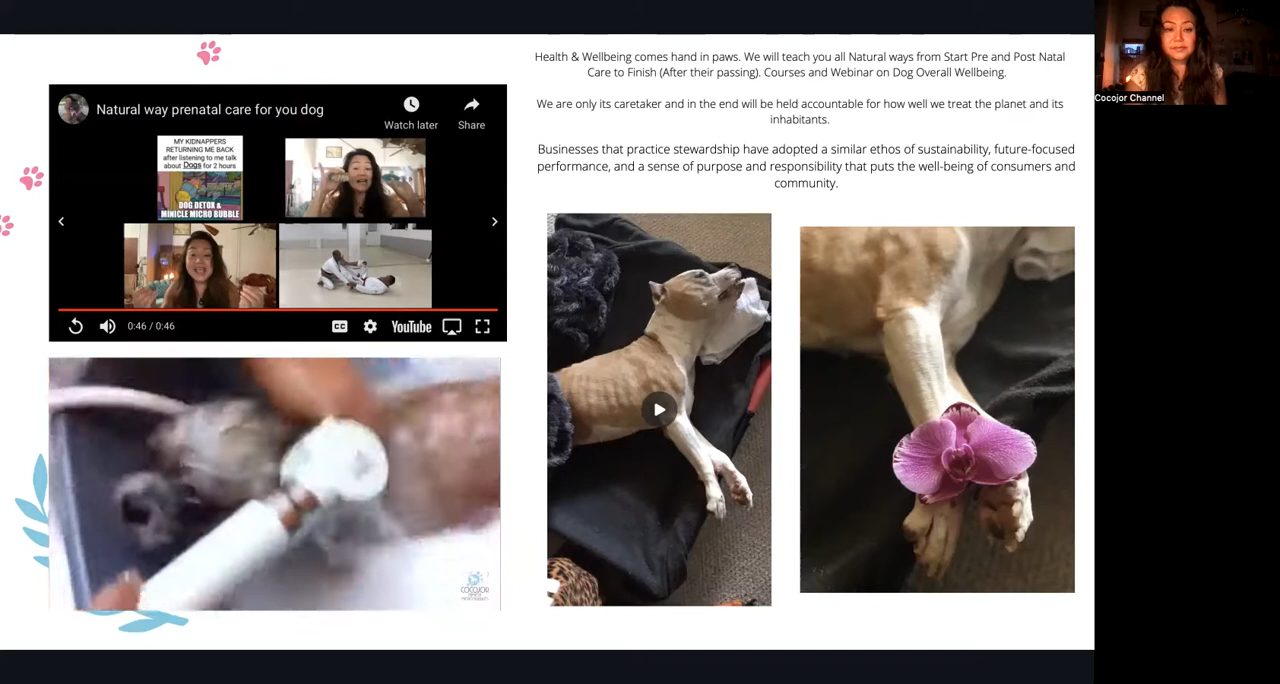 Health & Wellbeing comes hand in paws. We will teach you all Natural ways from Start Pre and Post Natal
Care to Finish (After their passing). Courses and Webinar on Dog Overall Wellbeing.
We are only its caretaker and in the end will be held accountable for how well we treat the planet and its
inhabitants.
Businesses that practice stewardship have adopted a similar ethos of sustainability, future-focused
performance, and a sense of purpose and responsibility that puts the well-being of consumers and
community.
Natural way prenatal care for you dog
Watch later
Share
MY KIDNAPPERS
RETURNING ME BACK
after listening to me talk
about Dogs for 2 hours
DOG DETOX &
MINICLE MICRO BUBBLE
0:46 / 0:46
CC
YouTube
COCOJOR
Cocojor Channel